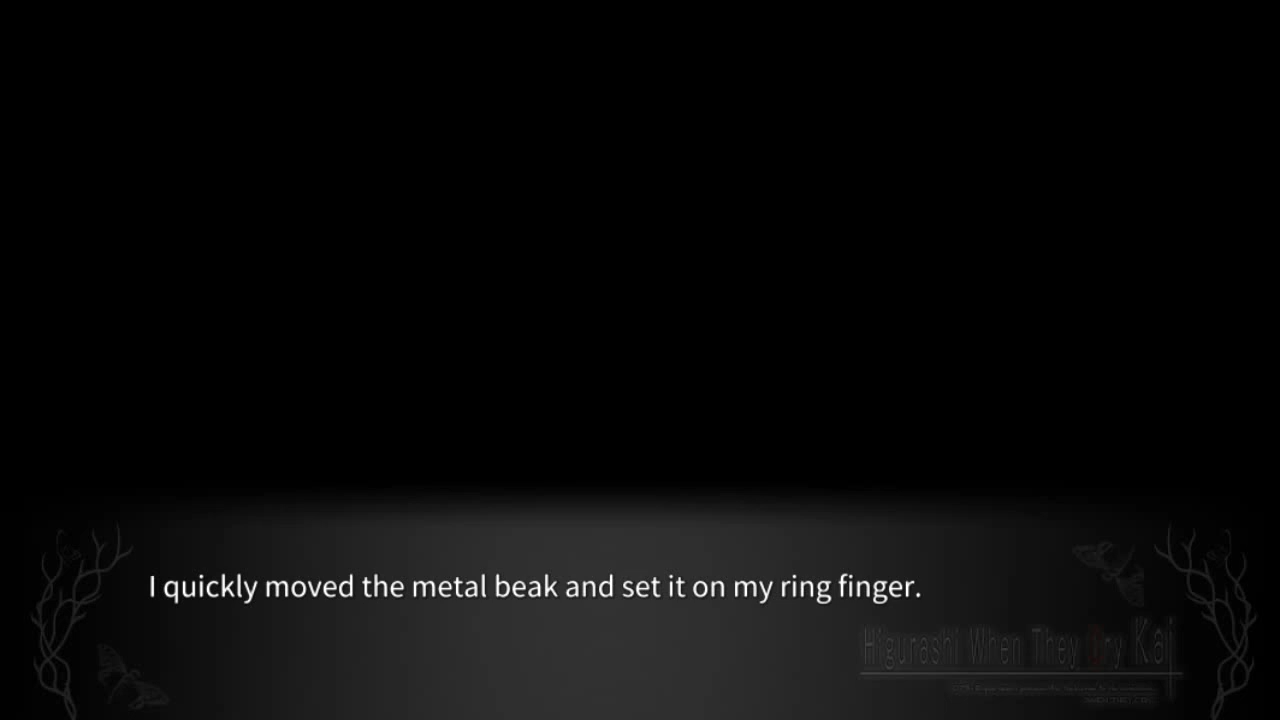 I quickly moved the metal beak and set it on my ring finger.
Higurashi When They Cry Kai